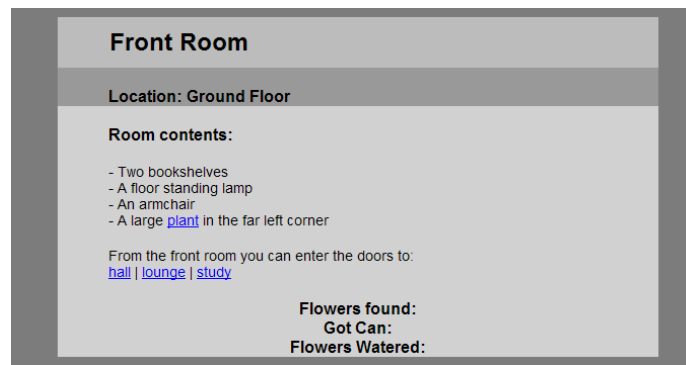 Front Room
Location: Ground Floor
Room contents:
- Two bookshelves
- A floor standing lamp
- An armchair
- A large plant in the far left corner
From the front room you can enter the doors to:
hall | lounge | study
Flowers found:
Got Can:
Flowers Watered: